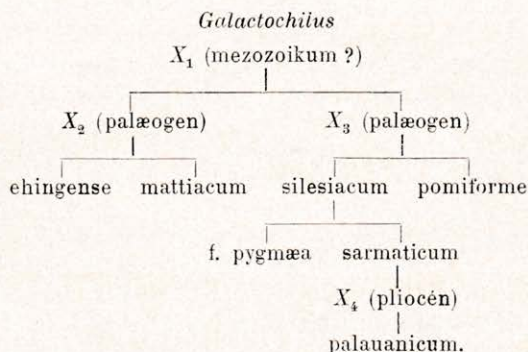 Galactochilus
X₁ (mezozoikum ?)
X₂ (palæogen) X₃ (palæogen)
ehingense mattiacum silesiacum pomiforme
f. pygmæa sarmaticum
X₄ (pliocén)
palauanicum.